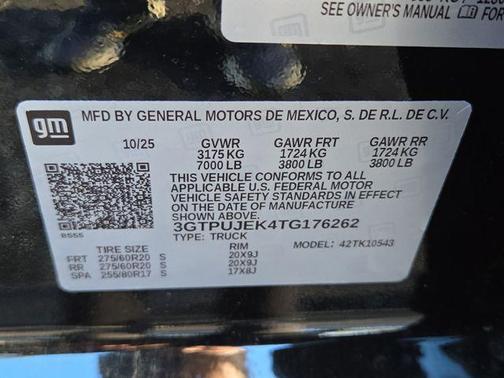 SEE OWNER'S MANUAL FOR
gm
MFD BY GENERAL MOTORS DE MEXICO, S. DE R.L. DE C.V.
10/25 GVWR GAWR FRT GAWR RR
3175 KG 1724 KG 1724 KG
7000 LB 3800 LB 3800 LB
THIS VEHICLE CONFORMS TO ALL
APPLICABLE U.S. FEDERAL MOTOR
VEHICLE SAFETY STANDARDS IN EFFECT
ON THE DATE OF MANUFACTURE
SHOWN ABOVE.
3GTPUJEK4TG176262
TYPE: TRUCK MODEL: 42TK10543
TIRE SIZE RIM
FRT 275/60R20 S 20X9J
RR 275/60R20 S 20X9J
SPA 255/80R17 S 17X8J